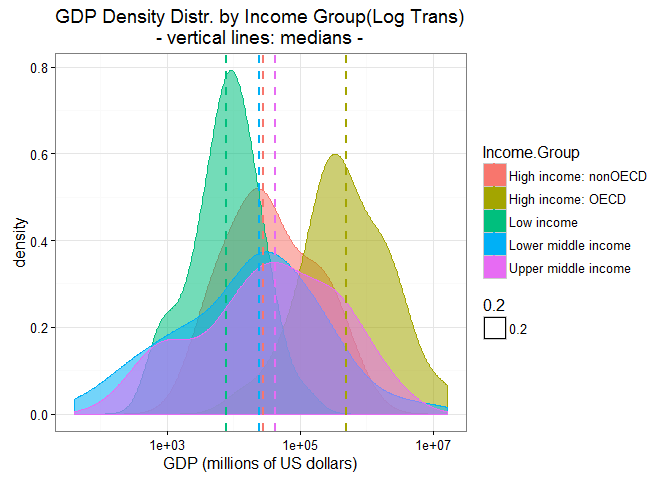 GDP Density Distr. by Income Group(Log Trans)
- vertical lines: medians -
0.8
0.6
0.4
0.2
0.0
density
1e+03
1e+05
1e+07
GDP (millions of US dollars)
Income.Group
High income: nonOECD
High income: OECD
Low income
Lower middle income
Upper middle income
0.2
0.2